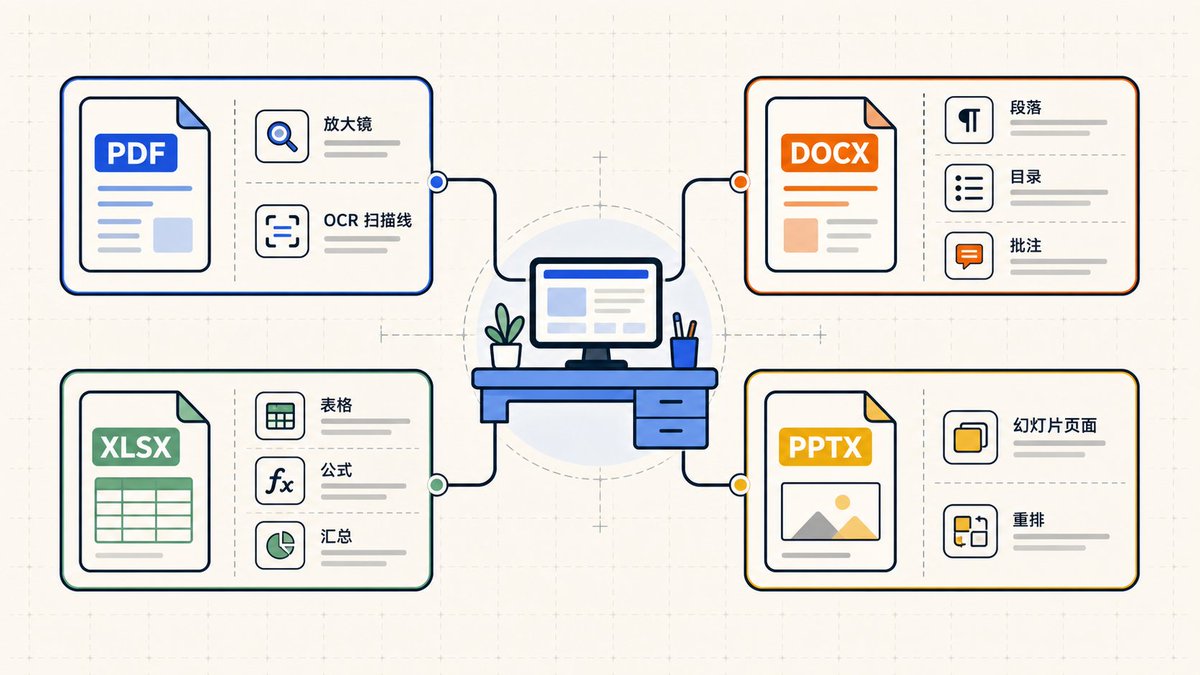 PDF
放大镜
OCR 扫描线
DOCX
段落
目录
批注
XLSX
表格
fx
公式
汇总
PPTX
幻灯片页面
重排